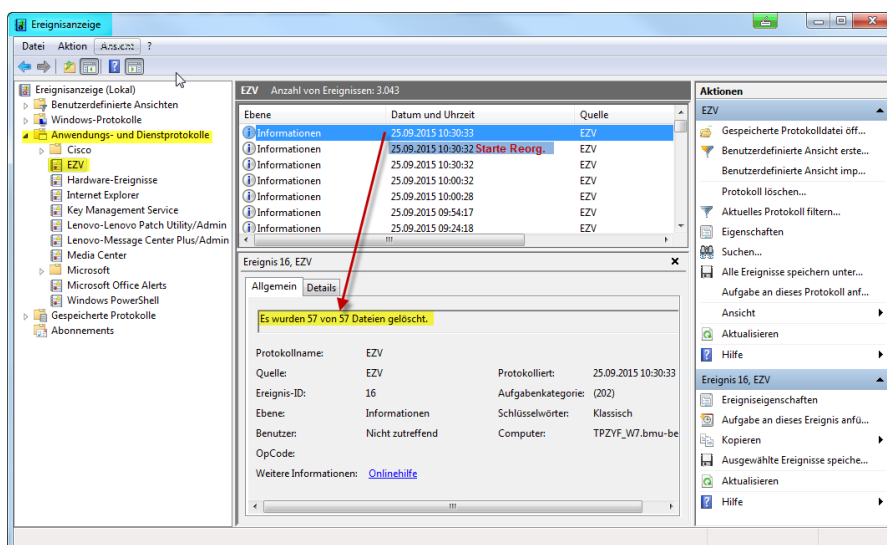 Ereignisanzeige
Datei Aktion Ansicht ?
Ereignisanzeige (Lokal)
Benutzerdefinierte Ansichten
Windows-Protokolle
Anwendungs- und Dienstprotokolle
Cisco
EZV
Hardware-Ereignisse
Internet Explorer
Key Management Service
Lenovo-Lenovo Patch Utility/Admin
Lenovo-Message Center Plus/Admin
Media Center
Microsoft
Microsoft Office Alerts
Windows PowerShell
Gespeicherte Protokolle
Abonnements
EZV Anzahl von Ereignissen: 3.043
Ebene Datum und Uhrzeit Quelle
Informationen 25.09.2015 10:30:33 EZV
Informationen 25.09.2015 10:30:32 Starte Reorg. EZV
Informationen 25.09.2015 10:30:32 EZV
Informationen 25.09.2015 10:00:32 EZV
Informationen 25.09.2015 10:00:28 EZV
Informationen 25.09.2015 09:54:17 EZV
Informationen 25.09.2015 09:24:18 EZV
Ereignis 16, EZV
Allgemein Details
Es wurden 57 von 57 Dateien gelöscht.
Protokollname: EZV
Quelle: EZV Protokolliert: 25.09.2015 10:30:33
Ereignis-ID: 16 Aufgabenkategorie: (202)
Ebene: Informationen Schlüsselwörter: Klassisch
Benutzer: Nicht zutreffend Computer: TPZYF_W7.bmu-be
OpCode:
Weitere Informationen: Onlinehilfe
Aktionen
EZV
Gespeicherte Protokolldatei öff...
Benutzerdefinierte Ansicht erste...
Benutzerdefinierte Ansicht imp...
Protokoll löschen...
Aktuelles Protokoll filtern...
Eigenschaften
Suchen...
Alle Ereignisse speichern unter...
Aufgabe an dieses Protokoll anf...
Ansicht
Aktualisieren
Hilfe
Ereignis 16, EZV
Ereigniseigenschaften
Aufgabe an dieses Ereignis anfü...
Kopieren
Ausgewählte Ereignisse speiche...
Aktualisieren
Hilfe